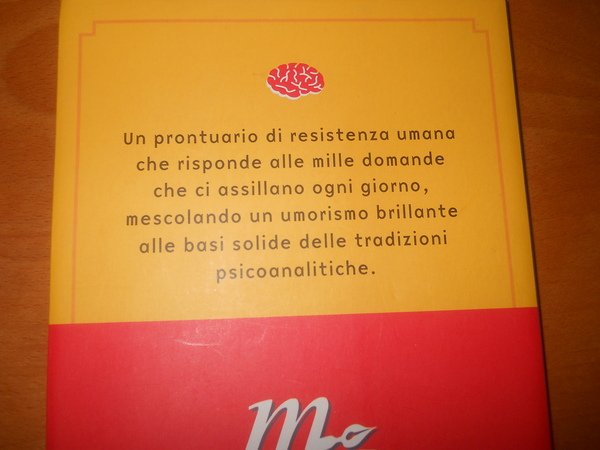 Un prontuario di resistenza umana
che risponde alle mille domande
che ci assillano ogni giorno,
mescolando un umorismo brillante
alle basi solide delle tradizioni
psicoanalitiche.
m